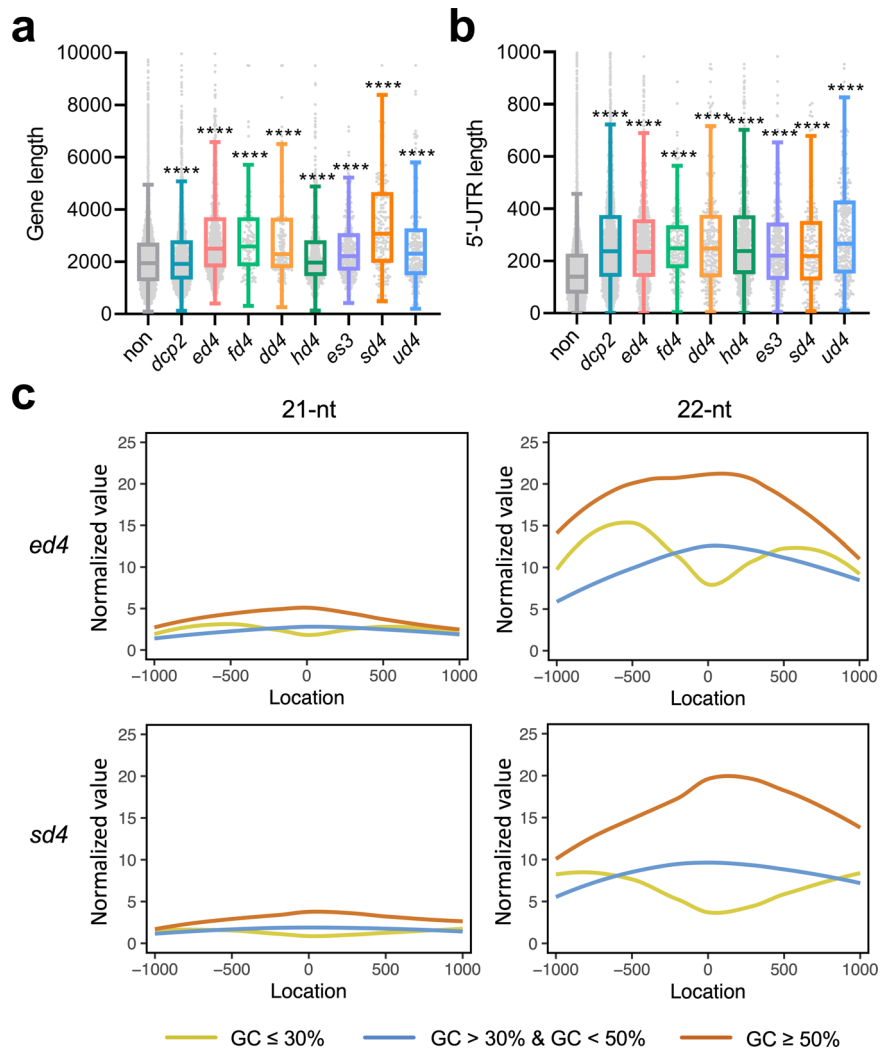 a
Gene length
10000
8000
6000
4000
2000
0
****
****
****
****
****
****
****
****
non
dcp2
ed4
fd4
dd4
hd4
es3
sd4
ud4
b
5'-UTR length
1000
800
600
400
200
0
****
****
****
****
****
****
****
****
non
dcp2
ed4
fd4
dd4
hd4
es3
sd4
ud4
c
21-nt
22-nt
ed4
Normalized value
25
20
15
10
5
0
−1000 −500 0 500 1000
Location
Normalized value
25
20
15
10
5
0
−1000 −500 0 500 1000
Location
sd4
Normalized value
25
20
15
10
5
0
−1000 −500 0 500 1000
Location
Normalized value
25
20
15
10
5
0
−1000 −500 0 500 1000
Location
GC ≤ 30% GC > 30% & GC < 50% GC ≥ 50%